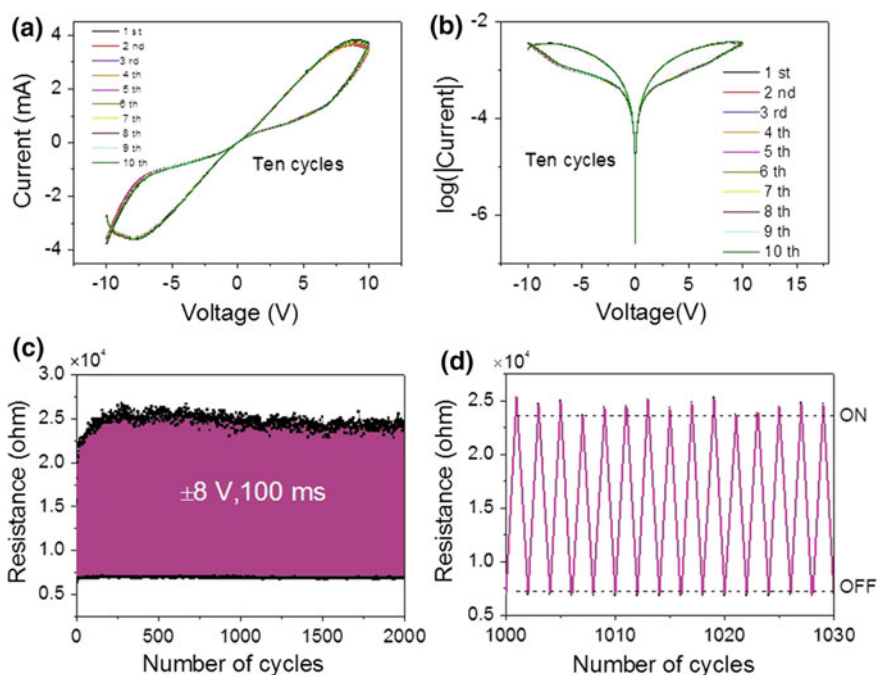 (a)
4
2
0
-2
-4
Current (mA)
1 st
2 nd
3 rd
4 th
5 th
6 th
7 th
8 th
9 th
10 th
Ten cycles
-10
-5
0
5
10
Voltage (V)
(b)
-2
-4
-6
log(|Current|)
Ten cycles
1 st
2 nd
3 rd
4 th
5 th
6 th
7 th
8 th
9 th
10 th
-10
-5
0
5
10
15
Voltage(V)
(c)
×10⁴
3.0
2.5
2.0
1.5
1.0
0.5
Resistance (ohm)
±8 V,100 ms
0
500
1000
1500
2000
Number of cycles
(d)
×10⁴
2.5
2.0
1.5
1.0
0.5
Resistance (ohm)
ON
OFF
1000
1010
1020
1030
Number of cycles